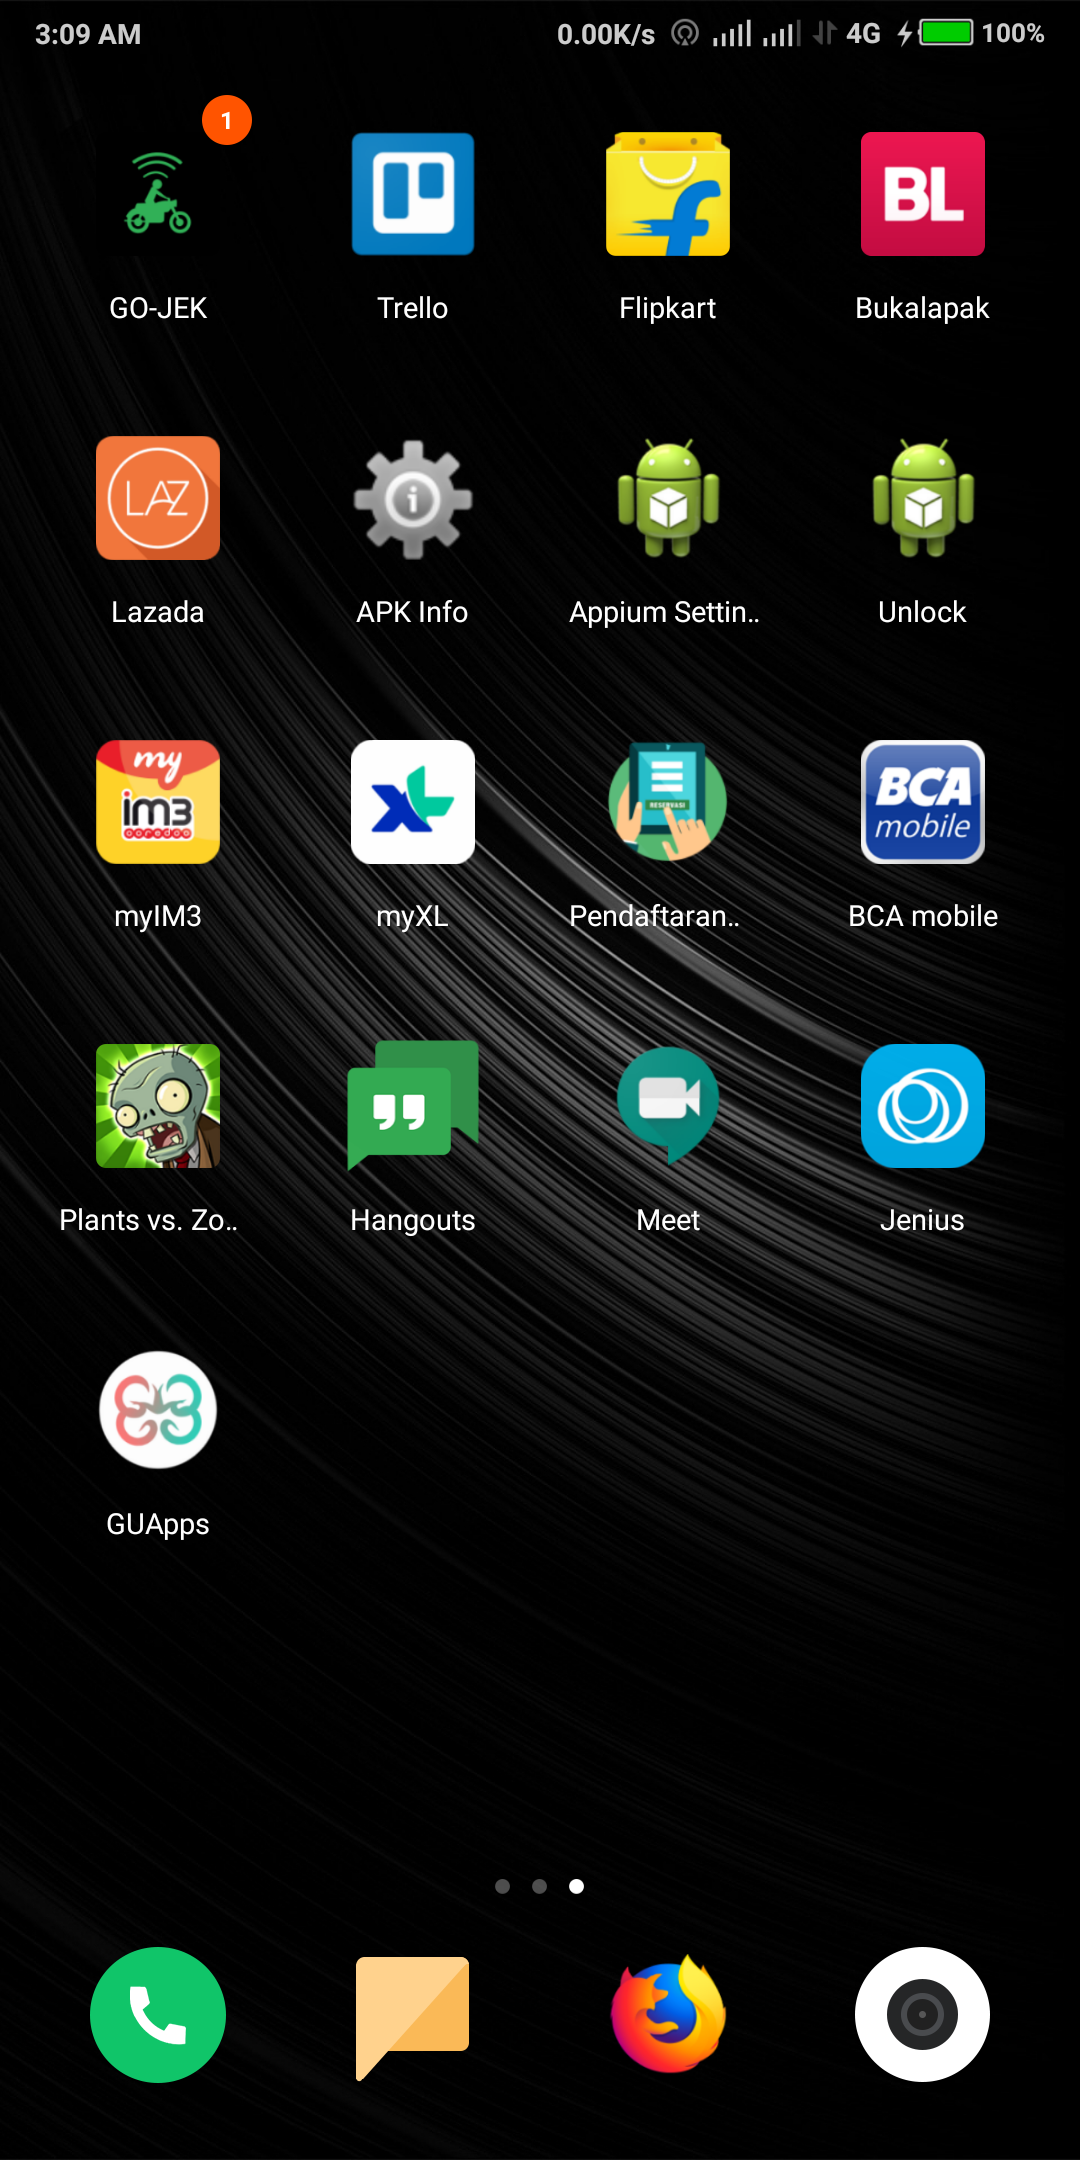 3:09 AM 0.00K/s 4G 100%
1
GO-JEK Trello Flipkart Bukalapak
BL
LAZ
Lazada APK Info Appium Settin.. Unlock
my
im3
ooredoo
RESERVASI
BCA
mobile
myIM3 myXL Pendaftaran.. BCA mobile
Plants vs. Zo.. Hangouts Meet Jenius
GUApps